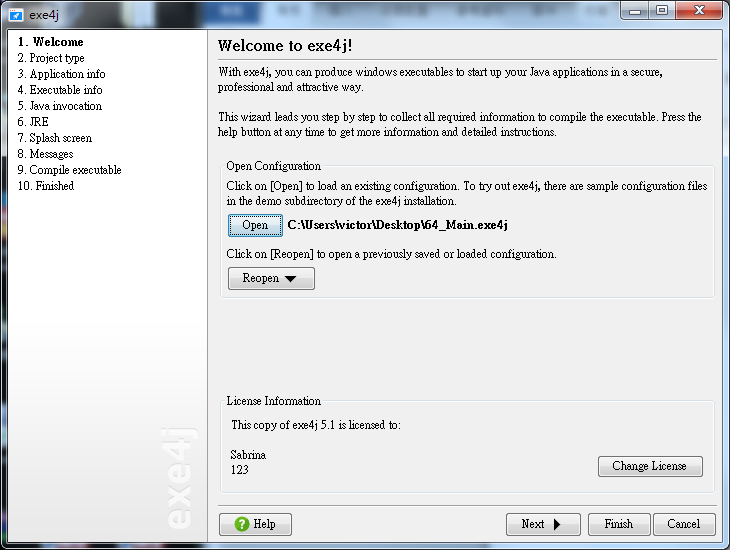 exe4j
1. Welcome
2. Project type
3. Application info
4. Executable info
5. Java invocation
6. JRE
7. Splash screen
8. Messages
9. Compile executable
10. Finished
exe4j
Welcome to exe4j!
With exe4j, you can produce windows executables to start up your Java applications in a secure,
professional and attractive way.
This wizard leads you step by step to collect all required information to compile the executable. Press the
help button at any time to get more information and detailed instructions.
Open Configuration
Click on [Open] to load an existing configuration. To try out exe4j, there are sample configuration files
in the demo subdirectory of the exe4j installation.
Open C:\Users\victor\Desktop\64_Main.exe4j
Click on [Reopen] to open a previously saved or loaded configuration.
Reopen
License Information
This copy of exe4j 5.1 is licensed to:
Sabrina
123
Change License
Help Next Finish Cancel